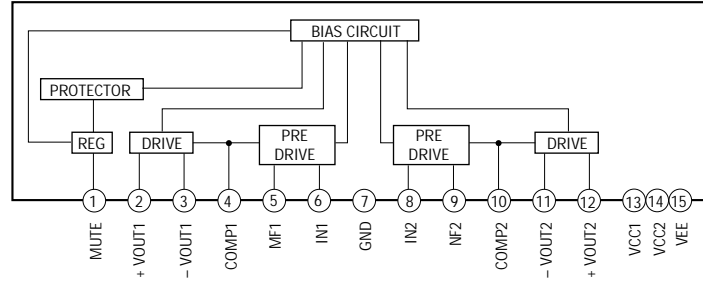 BIAS CIRCUIT
PROTECTOR
REG
DRIVE
PRE
DRIVE
PRE
DRIVE
DRIVE
1
2
3
4
5
6
7
8
9
10
11
12
13
14
15
MUTE
+ VOUT1
− VOUT1
COMP1
MF1
IN1
GND
IN2
NF2
COMP2
− VOUT2
+ VOUT2
VCC1
VCC2
VEE